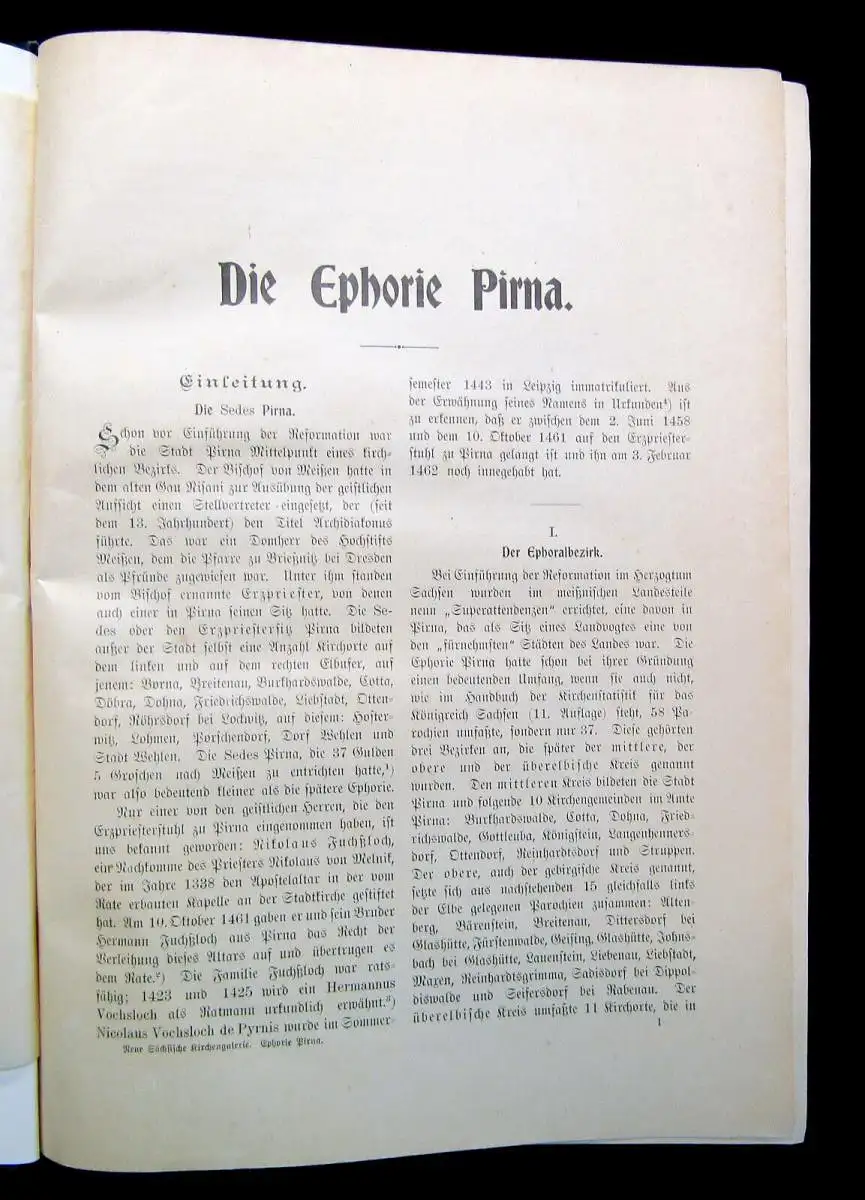 Die Ephorie Pirna.
Einleitung.
Die Sedes Pirna.
Schon vor Einführung der Reformation war
die Stadt Pirna Mittelpunkt eines kirch-
lichen Bezirks. Der Bischof von Meißen hatte in
dem alten Gau Nisani zur Ausübung der geistlichen
Aufsicht einen Stellvertreter eingesetzt, der (seit
dem 13. Jahrhundert) den Titel Archidiakonus
führte. Das war ein Domherr des Hochstifts
Meißen, dem die Pfarre zu Brießnitz bei Dresden
als Pfründe zugewiesen war. Unter ihm standen
vom Bischof ernannte Erzpriester, von denen
auch einer in Pirna seinen Sitz hatte. Die Se-
des oder den Erzpriestersitz Pirna bildeten
außer der Stadt selbst eine Anzahl Kirchorte auf
dem linken und auf dem rechten Elbufer, auf
jenem: Borna, Breitenau, Burkhardswalde, Cotta,
Döbra, Dohna, Friedrichswalde, Liebstadt, Otten-
dorf, Röhrsdorf bei Lockwitz, auf diesem: Hoster-
witz, Lohmen, Porschendorf, Dorf Wehlen und
Stadt Wehlen. Die Sedes Pirna, die 37 Gulden
5 Groschen nach Meißen zu entrichten hatte,¹)
war also bedeutend kleiner als die spätere Ephorie.
Nur einer von den geistlichen Herren, die den
Erzpriesterstuhl zu Pirna eingenommen haben, ist
uns bekannt geworden: Nikolaus Fuchßloch,
ein Nachkomme des Priesters Nikolaus von Melnik,
der im Jahre 1338 den Apostelaltar in der vom
Rate erbauten Kapelle an der Stadtkirche gestiftet
hat. Am 10. Oktober 1461 gaben er und sein Bruder
Hermann Fuchßloch aus Pirna das Recht der
Verleihung dieses Altars auf und übertrugen es
dem Rate.²) Die Familie Fuchßloch war rats-
fähig; 1423 und 1425 wird ein Hermannus
Vochsloch als Ratmann urkundlich erwähnt.³)
Nicolaus Vochsloch de Pyrnis wurde im Sommer-
Neue Sächsische Kirchengalerie. Ephorie Pirna.
semester 1443 in Leipzig immatrikuliert. Aus
der Erwähnung seines Namens in Urkunden⁴) ist
zu erkennen, daß er zwischen dem 2. Juni 1458
und dem 10. Oktober 1461 auf den Erzpriester-
stuhl zu Pirna gelangt ist und ihn am 3. Februar
1462 noch innegehabt hat.
I.
Der Ephoralbezirk.
Bei Einführung der Reformation im Herzogtum
Sachsen wurden im meißnischen Landesteile
neun „Superattendenzen“ errichtet, eine davon in
Pirna, das als Sitz eines Landvogtes eine von
den „fürnehmsten“ Städten des Landes war. Die
Ephorie Pirna hatte schon bei ihrer Gründung
einen bedeutenden Umfang, wenn sie auch nicht,
wie im Handbuch der Kirchenstatistik für das
Königreich Sachsen (11. Auflage) steht, 58 Pa-
rochien umfaßte, sondern nur 37. Diese gehörten
drei Bezirken an, die später der mittlere, der
obere und der überelbische Kreis genannt
wurden. Den mittleren Kreis bildeten die Stadt
Pirna und folgende 10 Kirchengemeinden im Amte
Pirna: Burkhardswalde, Cotta, Dohna, Fried-
richswalde, Gottleuba, Königstein, Langenhenners-
dorf, Ottendorf, Reinhardtsdorf und Struppen.
Der obere, auch der gebirgische Kreis genannt,
setzte sich aus nachstehenden 15 gleichfalls links
der Elbe gelegenen Parochien zusammen: Alten-
berg, Bärenstein, Breitenau, Dittersdorf bei
Glashütte, Fürstenwalde, Geising, Glashütte, Johns-
bach bei Glashütte, Lauenstein, Liebenau, Liebstadt,
Maxen, Reinhardtsgrimma, Sadisdorf bei Dippol-
diswalde und Seifersdorf bei Rabenau. Der
überelbische Kreis umfaßte 11 Kirchorte, die in
1